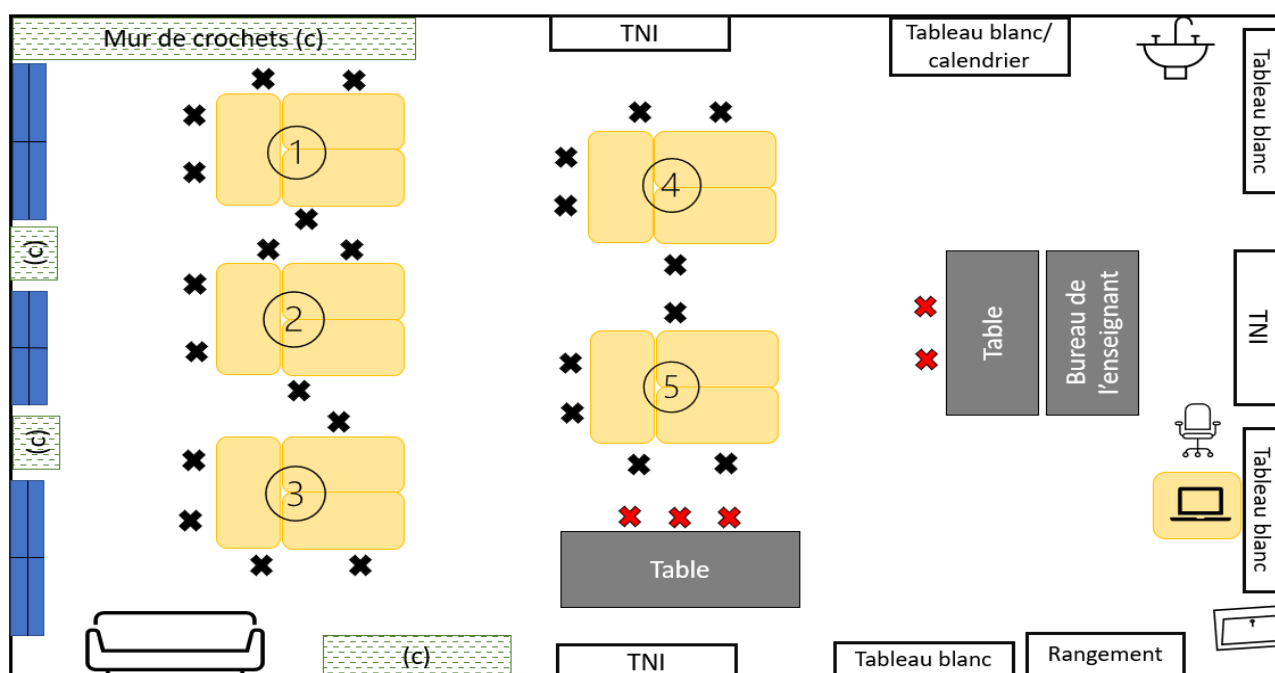 Mur de crochets (c)
TNI
Tableau blanc/
calendrier
Tableau blanc
1
4
(c)
2
Table
Bureau de
l'enseignant
TNI
5
(c)
3
Tableau blanc
Table
(c)
TNI
Tableau blanc
Rangement